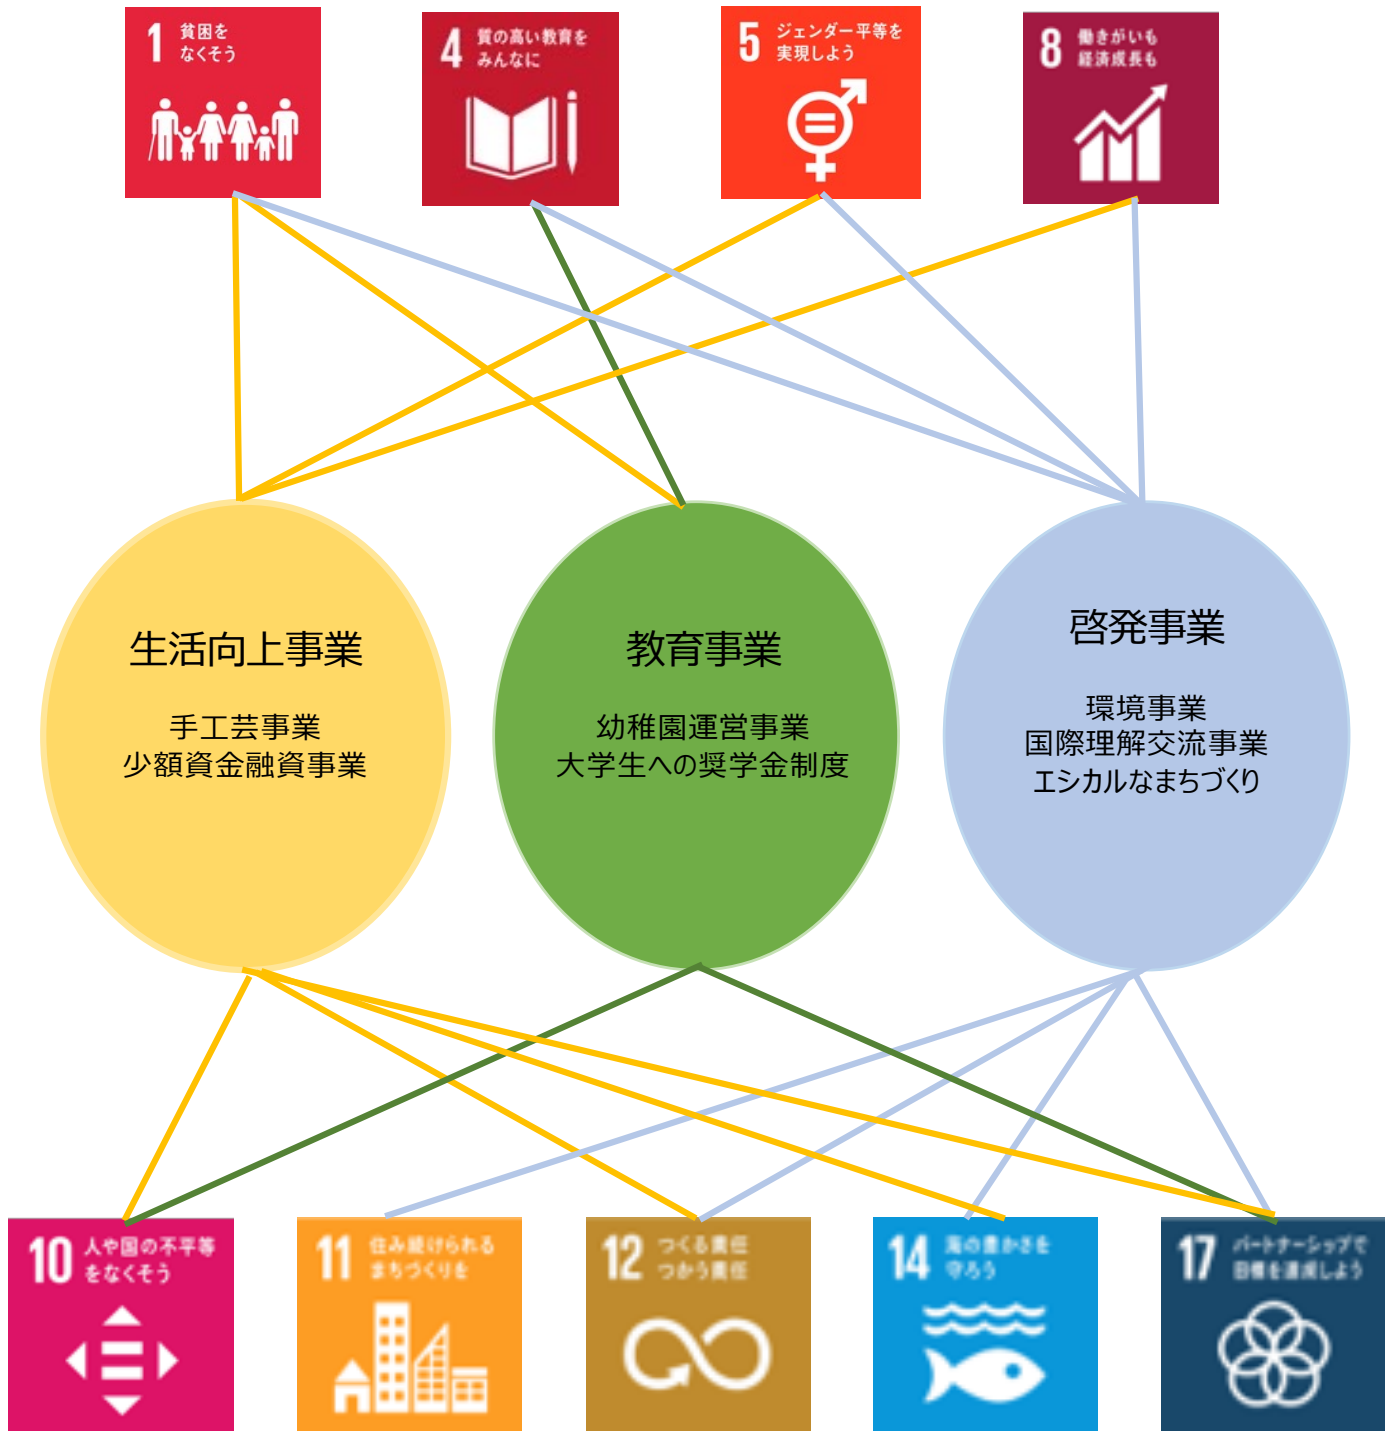 1 貧困を
なくそう
4 質の高い教育を
みんなに
5 ジェンダー平等を
実現しよう
8 働きがいも
経済成長も
生活向上事業
手工芸事業
少額資金融資事業
教育事業
幼稚園運営事業
大学生への奨学金制度
啓発事業
環境事業
国際理解交流事業
エシカルなまちづくり
10 人や国の不平等
をなくそう
11 住み続けられる
まちづくりを
12 つくる責任
つかう責任
14 海の豊かさを
守ろう
17 パートナーシップで
目標を達成しよう